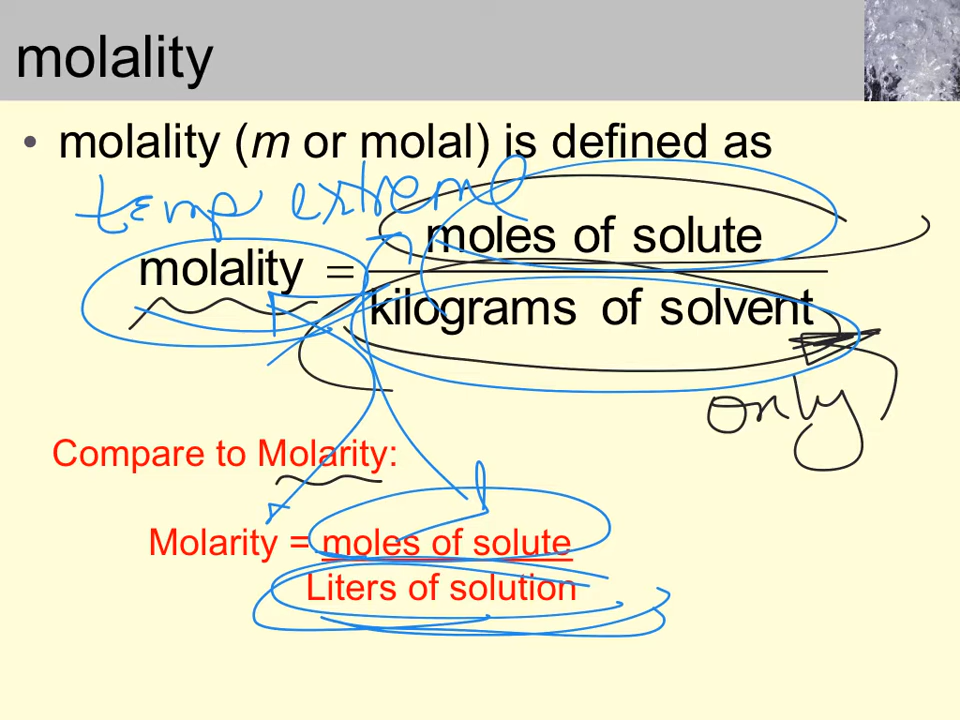 molality
• molality (m or molal) is defined as
temp extreme
molality = moles of solute
kilograms of solvent
only
Compare to Molarity:
Molarity = moles of solute
Liters of solution